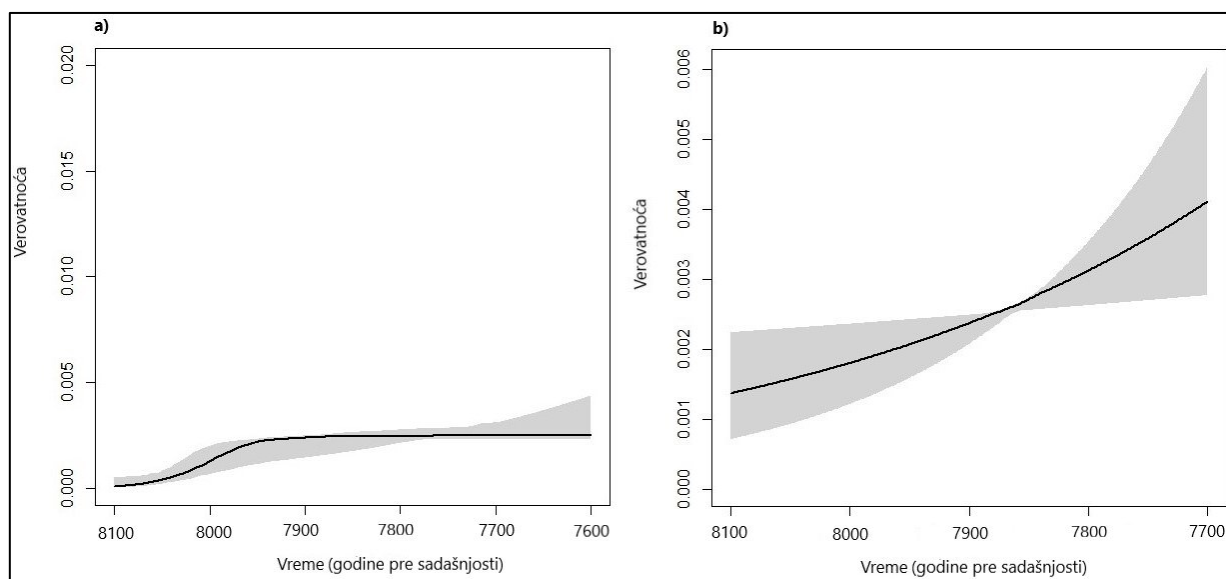 a)
Verovatnoća
0.020
0.015
0.010
0.005
0.000
8100 8000 7900 7800 7700 7600
Vreme (godine pre sadašnjosti)
b)
Verovatnoća
0.006
0.005
0.004
0.003
0.002
0.001
0.000
8100 8000 7900 7800 7700
Vreme (godine pre sadašnjosti)